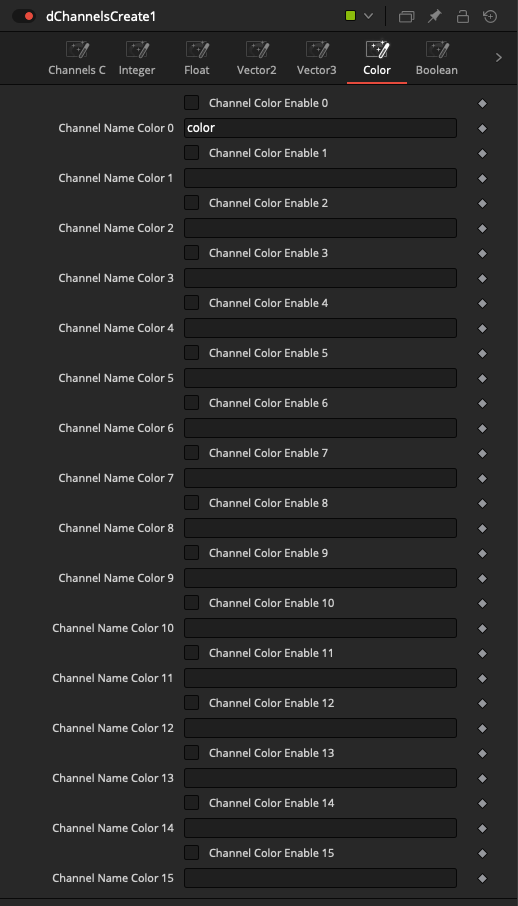 dChannelsCreate1
Channels C Integer Float Vector2 Vector3 Color Boolean
Channel Color Enable 0
Channel Name Color 0 color
Channel Color Enable 1
Channel Name Color 1
Channel Color Enable 2
Channel Name Color 2
Channel Color Enable 3
Channel Name Color 3
Channel Color Enable 4
Channel Name Color 4
Channel Color Enable 5
Channel Name Color 5
Channel Color Enable 6
Channel Name Color 6
Channel Color Enable 7
Channel Name Color 7
Channel Color Enable 8
Channel Name Color 8
Channel Color Enable 9
Channel Name Color 9
Channel Color Enable 10
Channel Name Color 10
Channel Color Enable 11
Channel Name Color 11
Channel Color Enable 12
Channel Name Color 12
Channel Color Enable 13
Channel Name Color 13
Channel Color Enable 14
Channel Name Color 14
Channel Color Enable 15
Channel Name Color 15